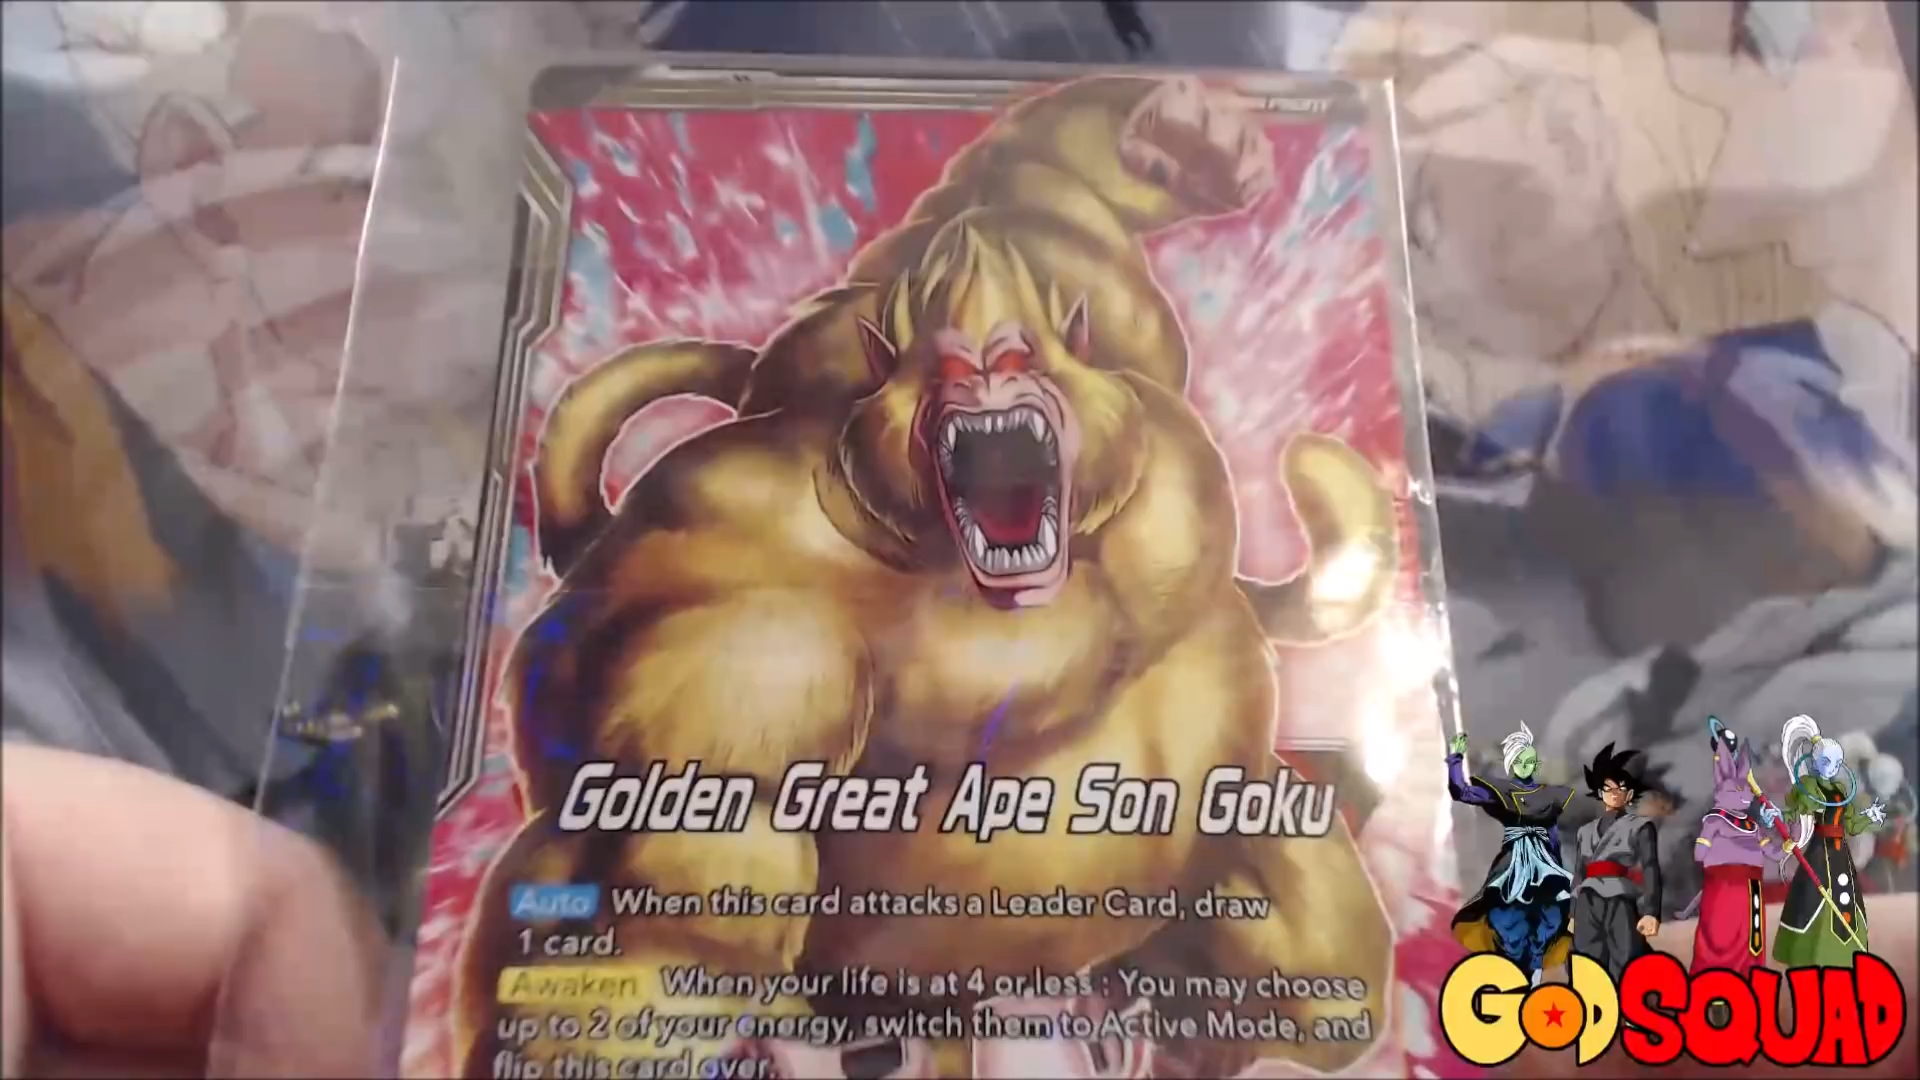 Golden Great Ape Son Goku
Auto When this card attacks a Leader Card, draw
1 card.
Awaken When your life is at 4 or less : You may choose
up to 2 of your energy, switch them to Active Mode, and
flip this card over.
GODSQUAD